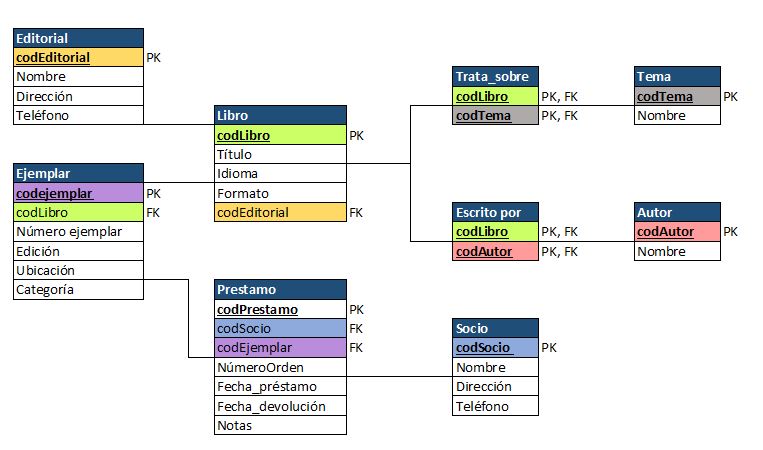 Editorial
codEditorial PK
Nombre
Dirección
Teléfono
Ejemplar
codejemplar PK
codLibro FK
Número ejemplar
Edición
Ubicación
Categoría
Libro
codLibro PK
Título
Idioma
Formato
codEditorial FK
Prestamo
codPrestamo PK
codSocio FK
codEjemplar FK
NúmeroOrden
Fecha_préstamo
Fecha_devolución
Notas
Trata_sobre
codLibro PK, FK
codTema PK, FK
Escrito por
codLibro PK, FK
codAutor PK, FK
Socio
codSocio PK
Nombre
Dirección
Teléfono
Tema
codTema PK
Nombre
Autor
codAutor PK
Nombre